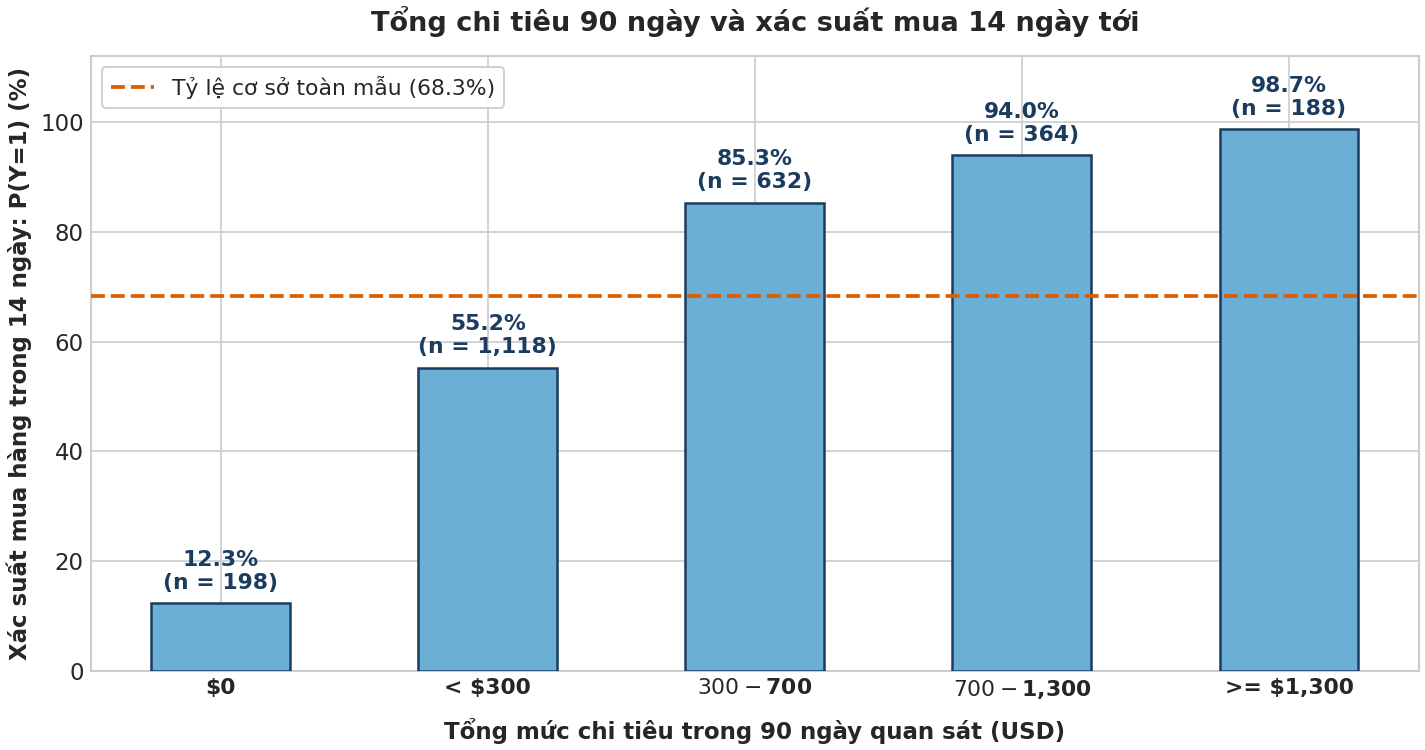 Tổng chi tiêu 90 ngày và xác suất mua 14 ngày tới
Xác suất mua hàng trong 14 ngày: P(Y=1) (%)
Tỷ lệ cơ sở toàn mẫu (68.3%)
100
80
60
40
20
0
12.3%
(n = 198)
55.2%
(n = 1,118)
85.3%
(n = 632)
94.0%
(n = 364)
98.7%
(n = 188)
$0
< $300
300 − 700
700 − 1,300
>= $1,300
Tổng mức chi tiêu trong 90 ngày quan sát (USD)